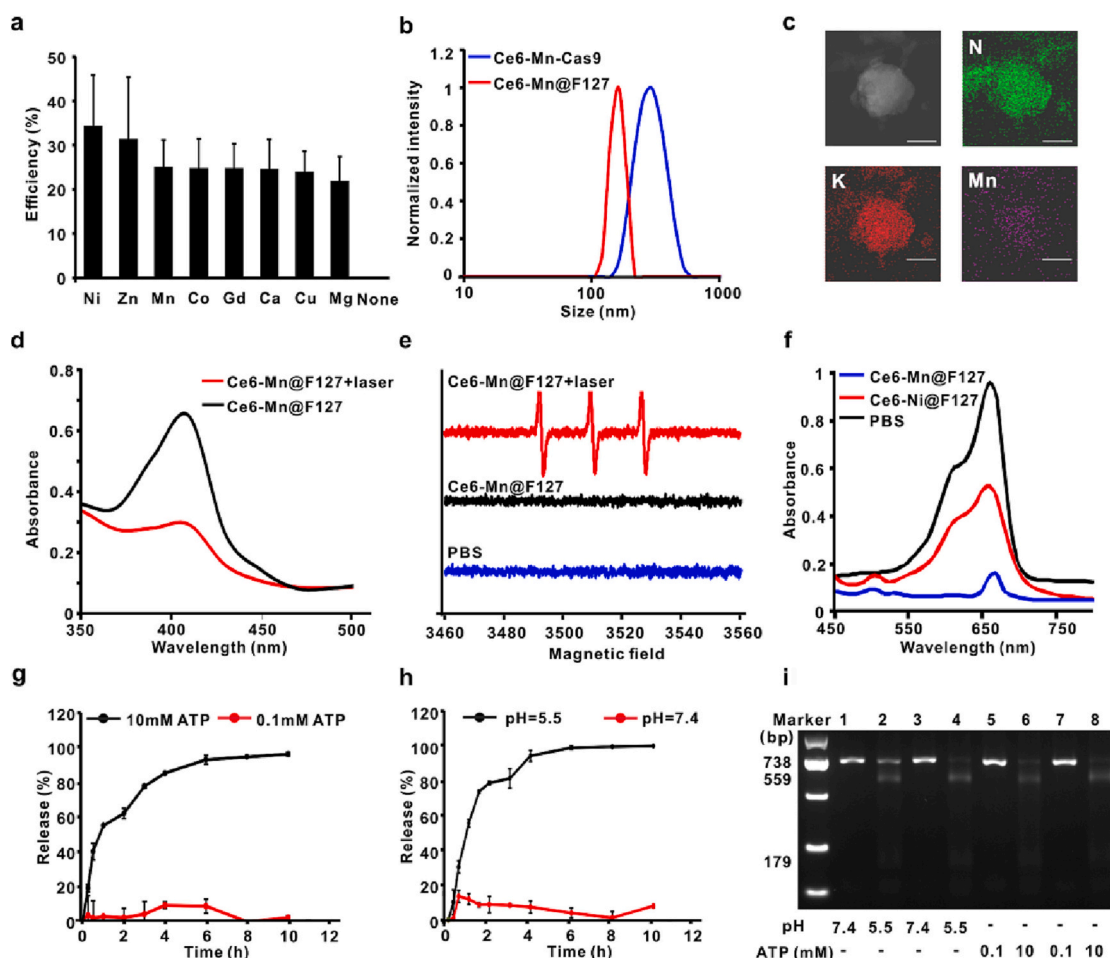 a
50
40
30
20
10
0
Efficiency (%)
Ni Zn Mn Co Gd Ca Cu Mg None
b
Ce6-Mn-Cas9
Ce6-Mn@F127
1.2
1
0.8
0.6
0.4
0.2
0
Normalized intensity
10 100 1000
Size (nm)
c
N
K
Mn
d
Ce6-Mn@F127+laser
Ce6-Mn@F127
0.8
0.6
0.4
0.2
0
Absorbance
350 400 450 500
Wavelength (nm)
e
Ce6-Mn@F127+laser
Ce6-Mn@F127
PBS
3460 3480 3500 3520 3540 3560
Magnetic field
f
Ce6-Mn@F127
Ce6-Ni@F127
PBS
1
0.8
0.6
0.4
0.2
0
Absorbance
450 550 650 750
Wavelength (nm)
g
10mM ATP 0.1mM ATP
120
100
80
60
40
20
0
Release (%)
0 2 4 6 8 10 12
Time (h)
h
pH=5.5 pH=7.4
120
100
80
60
40
20
0
Release (%)
0 2 4 6 8 10 12
Time (h)
i
Marker 1 2 3 4 5 6 7 8
(bp)
738
559
179
pH 7.4 5.5 7.4 5.5 - - - -
ATP (mM) - - - - 0.1 10 0.1 10